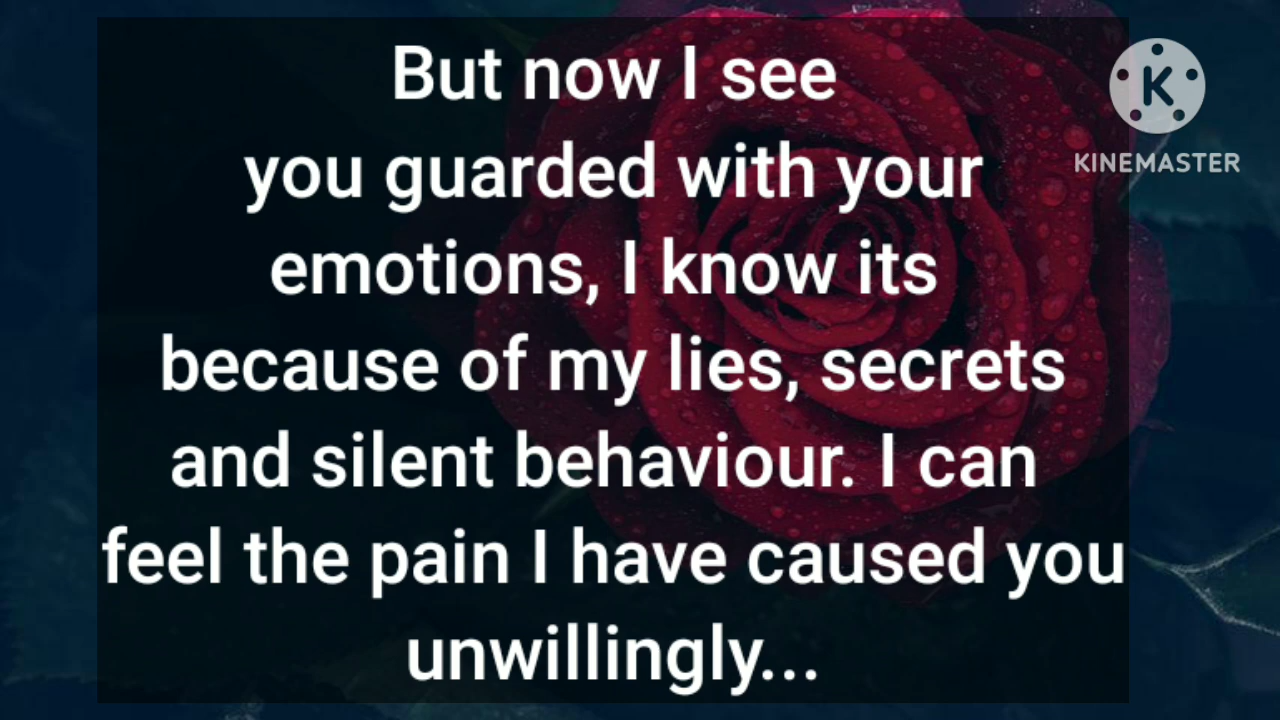 But now I see
you guarded with your
emotions, I know its
because of my lies, secrets
and silent behaviour. I can
feel the pain I have caused you
unwillingly...
K
KINEMASTER